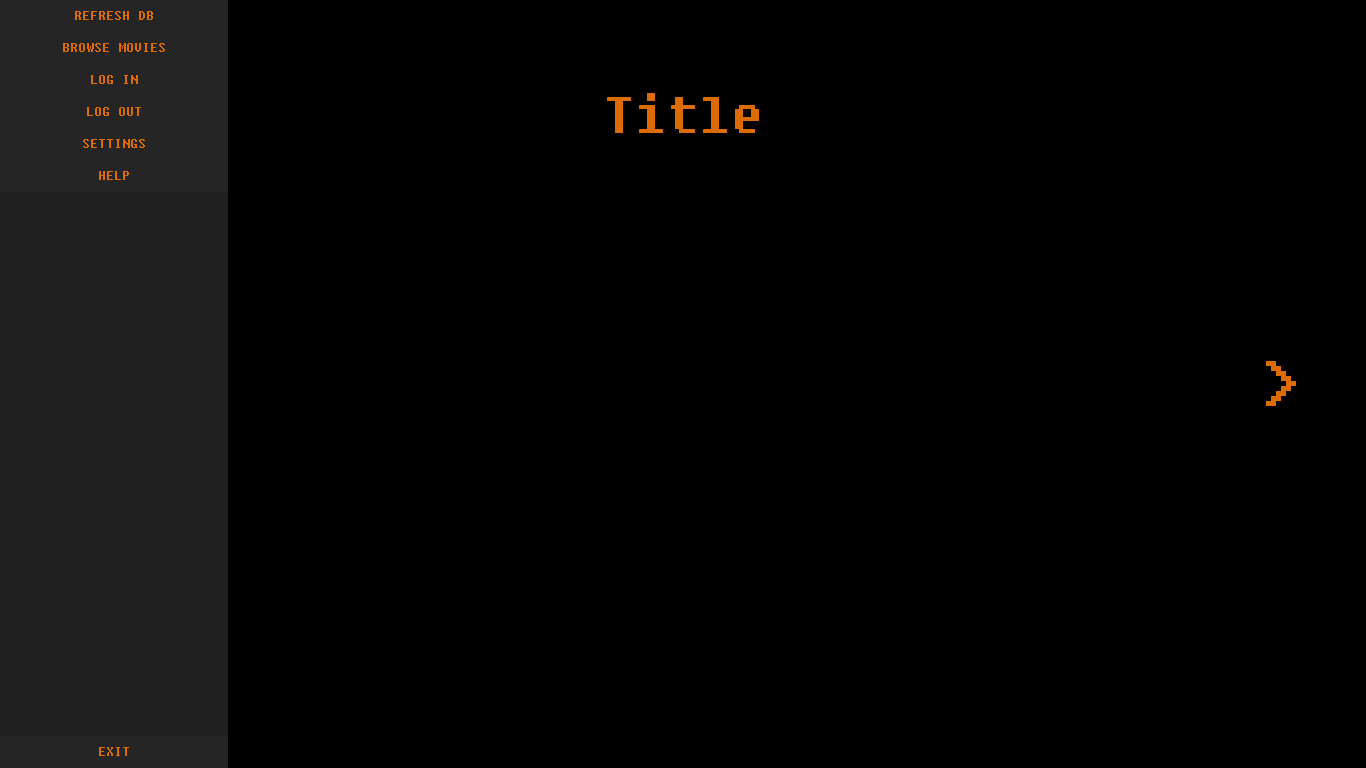 REFRESH DB
BROWSE MOVIES
LOG IN
LOG OUT
SETTINGS
HELP
Title
>
EXIT